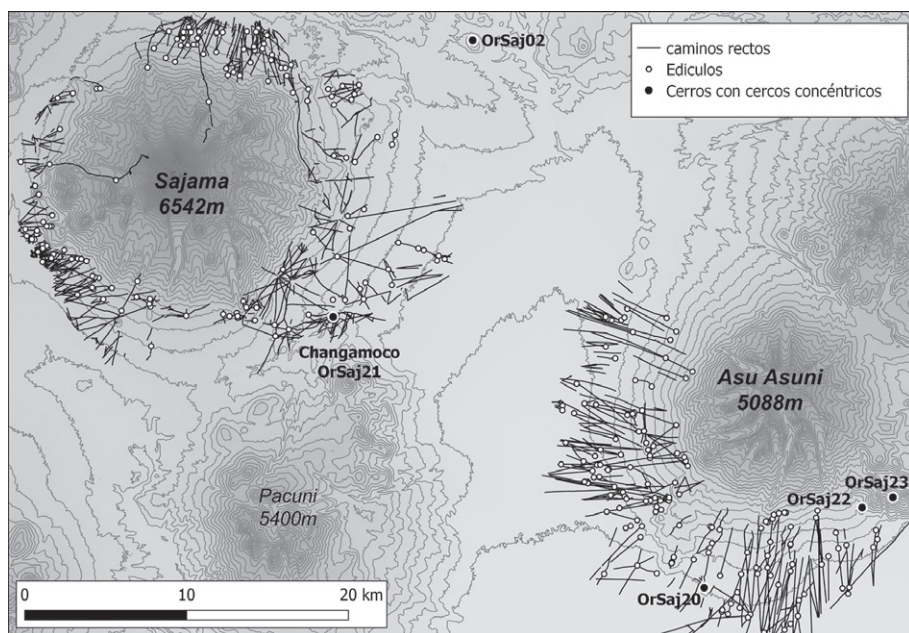 OrSaj02
caminos rectos
Ediculos
Cerros con cercos concéntricos
Sajama
6542m
Changamoco
OrSaj21
Asu Asuni
5088m
Pacuni
5400m
OrSaj23
OrSaj22
OrSaj20
0 10 20 km